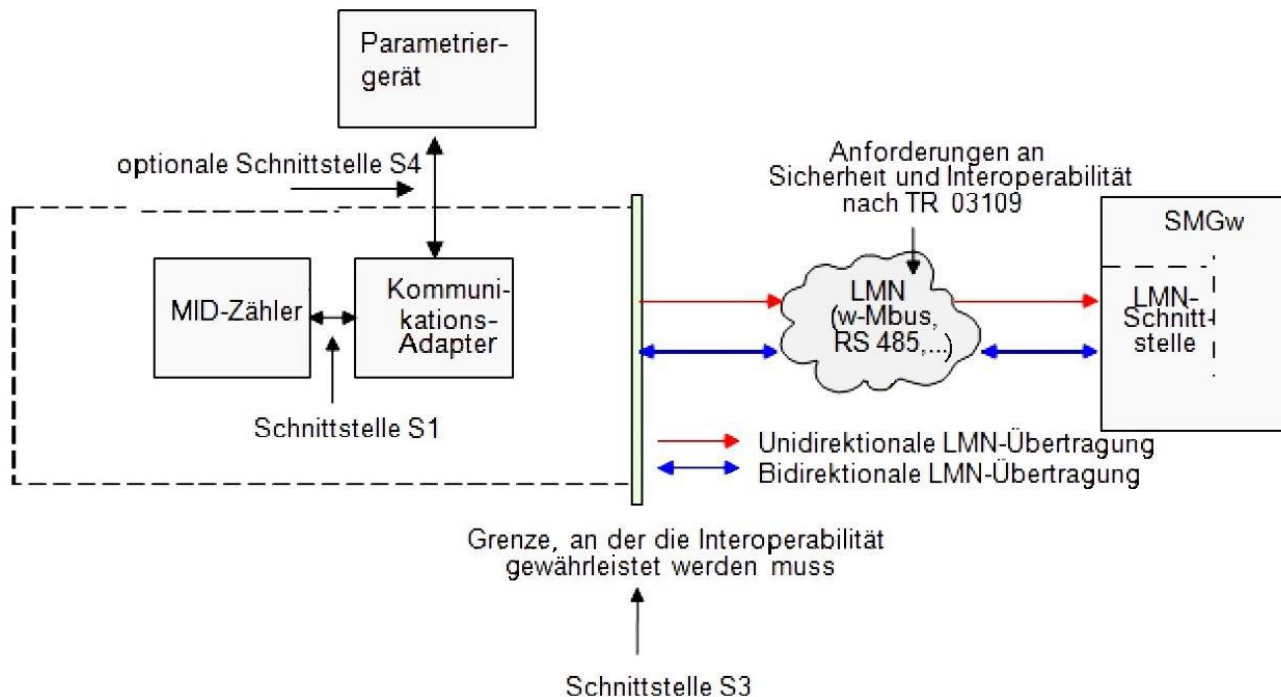 Parametrier-
gerät
optionale Schnittstelle S4
Anforderungen an
Sicherheit und Interoperabilität
nach TR 03109
SMGw
MID-Zähler
Kommuni-
kations-
Adapter
LMN
(w-Mbus,
RS 485,...)
LMN-
Schnitt-
stelle
Schnittstelle S1
Unidirektionale LMN-Übertragung
Bidirektionale LMN-Übertragung
Grenze, an der die Interoperabilität
gewährleistet werden muss
Schnittstelle S3